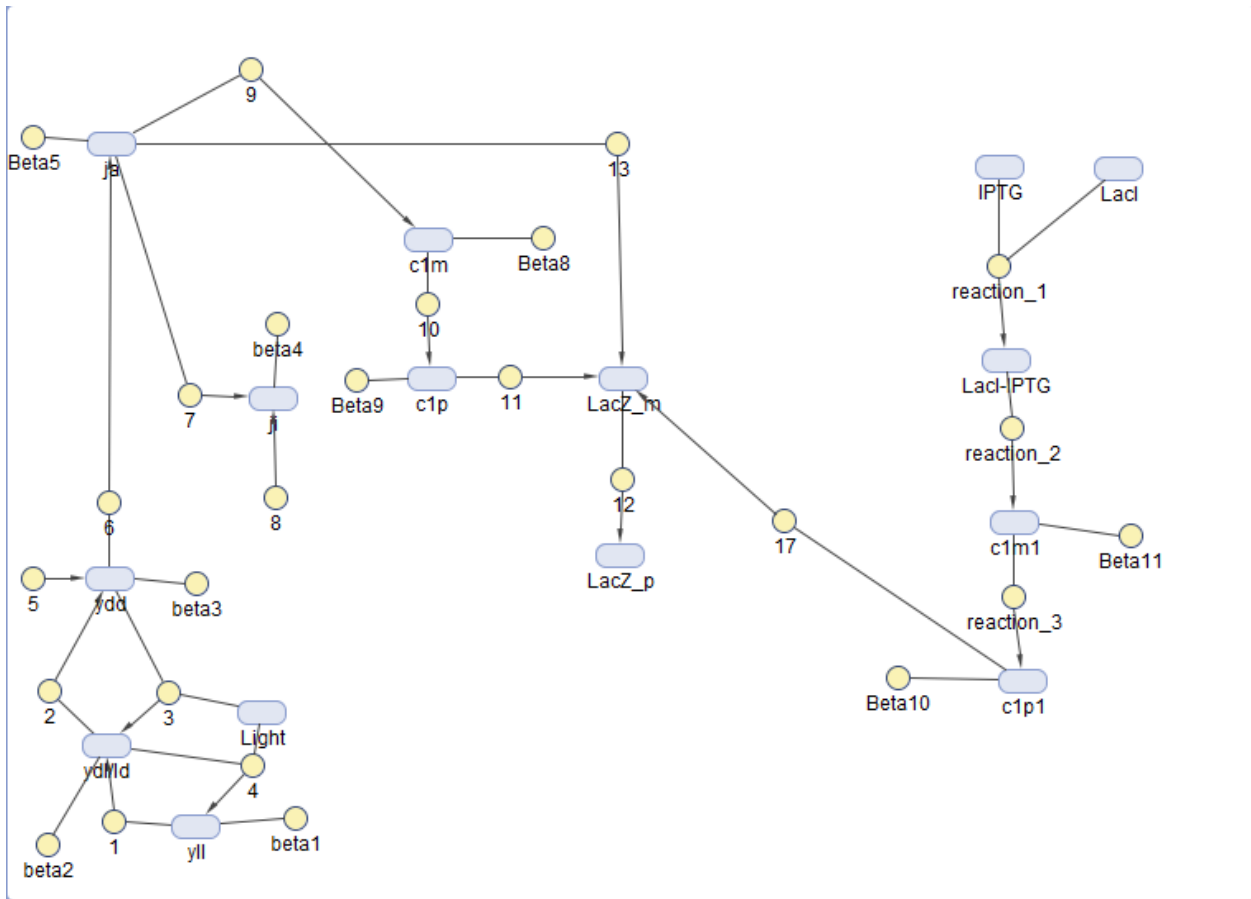 9
Beta5
ja
13
IPTG
LacI
c1m
Beta8
reaction_1
10
beta4
LacI-IPTG
7
ji
Beta9
c1p
11
LacZ_m
reaction_2
6
8
12
17
c1m1
Beta11
5
ydd
beta3
LacZ_p
reaction_3
2
3
Light
Beta10
c1p1
4
1
yll
beta1
beta2